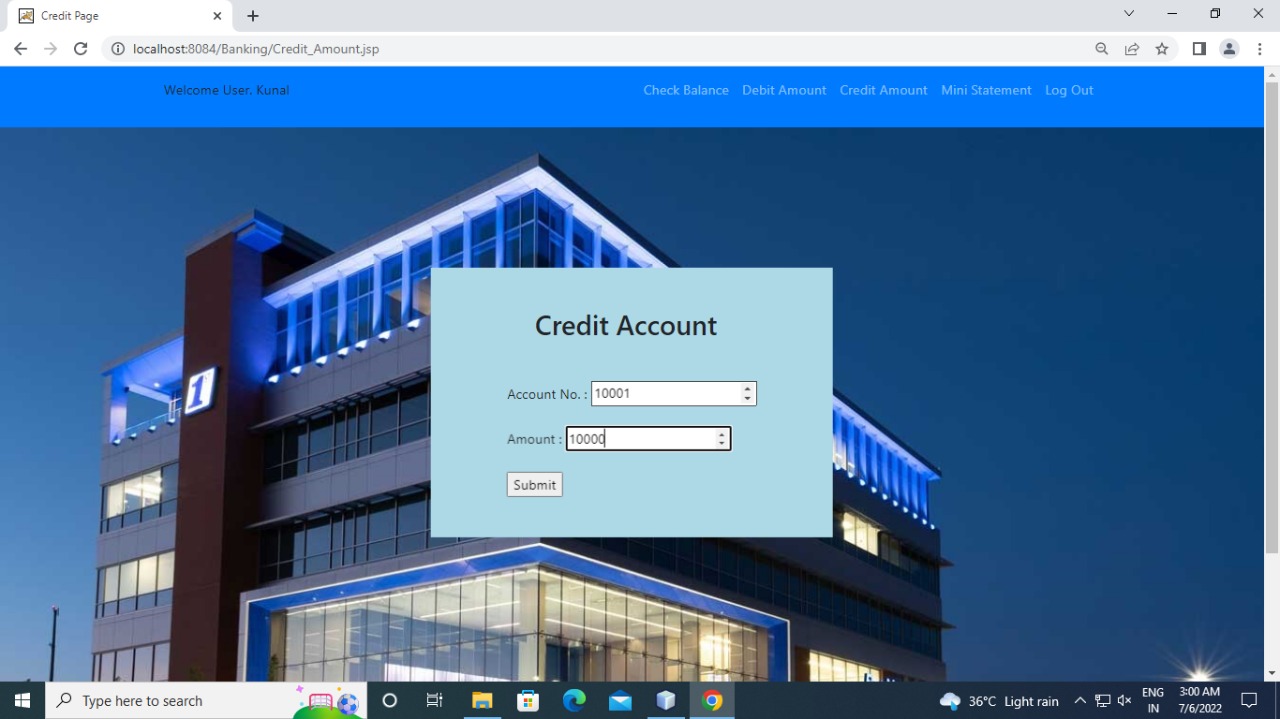 Credit Page
localhost:8084/Banking/Credit_Amount.jsp
Welcome User. Kunal
Check Balance Debit Amount Credit Amount Mini Statement Log Out
1
Credit Account
Account No. : 10001
Amount : 10000
Submit
Type here to search
36°C Light rain
ENG
IN
3:00 AM
7/6/2022